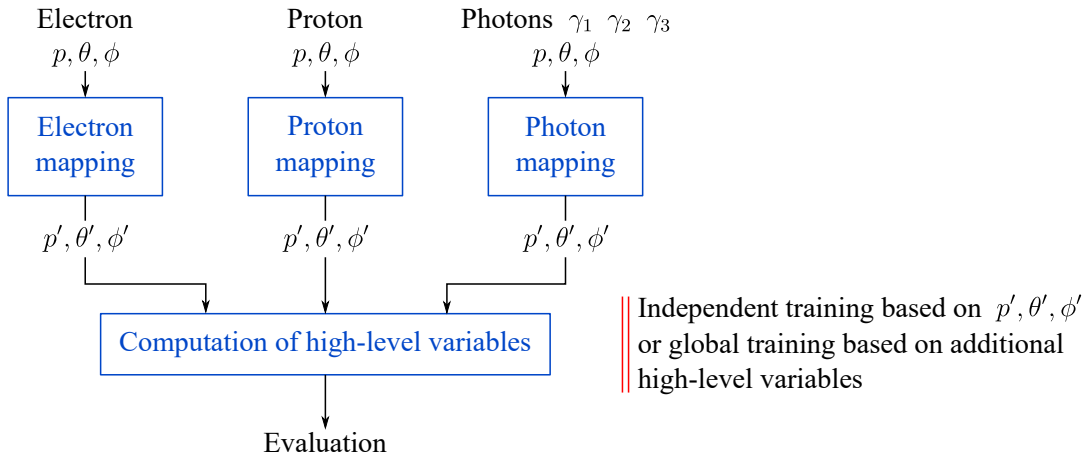 Electron Proton Photons γ₁ γ₂ γ₃
p, θ, ϕ p, θ, ϕ p, θ, ϕ
Electron
mapping
Proton
mapping
Photon
mapping
p′, θ′, ϕ′ p′, θ′, ϕ′ p′, θ′, ϕ′
Computation of high-level variables
Independent training based on p′, θ′, ϕ′
or global training based on additional
high-level variables
Evaluation